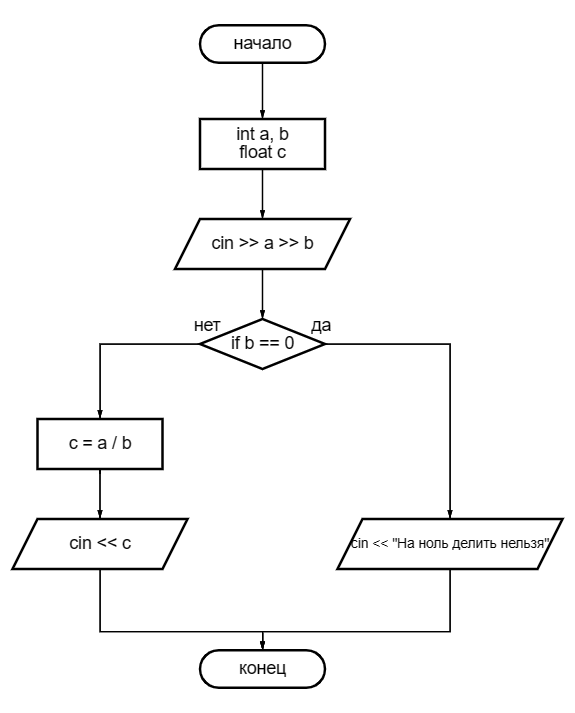 начало
int a, b
float c
cin >> a >> b
нет
да
if b == 0
c = a / b
cin << c
cin << "На ноль делить нельзя"
конец